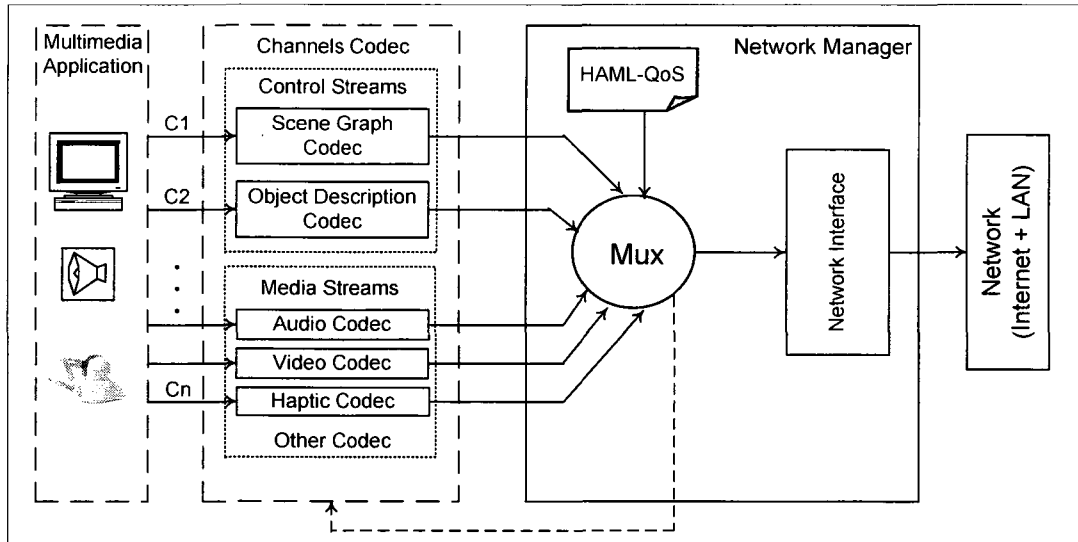 Multimedia
Application
Channels Codec
Network Manager
HAML-QoS
Control Streams
C1
Scene Graph
Codec
C2
Object Description
Codec
Mux
Network Interface
Network
(Internet + LAN)
Media Streams
Audio Codec
Video Codec
Cn
Haptic Codec
Other Codec